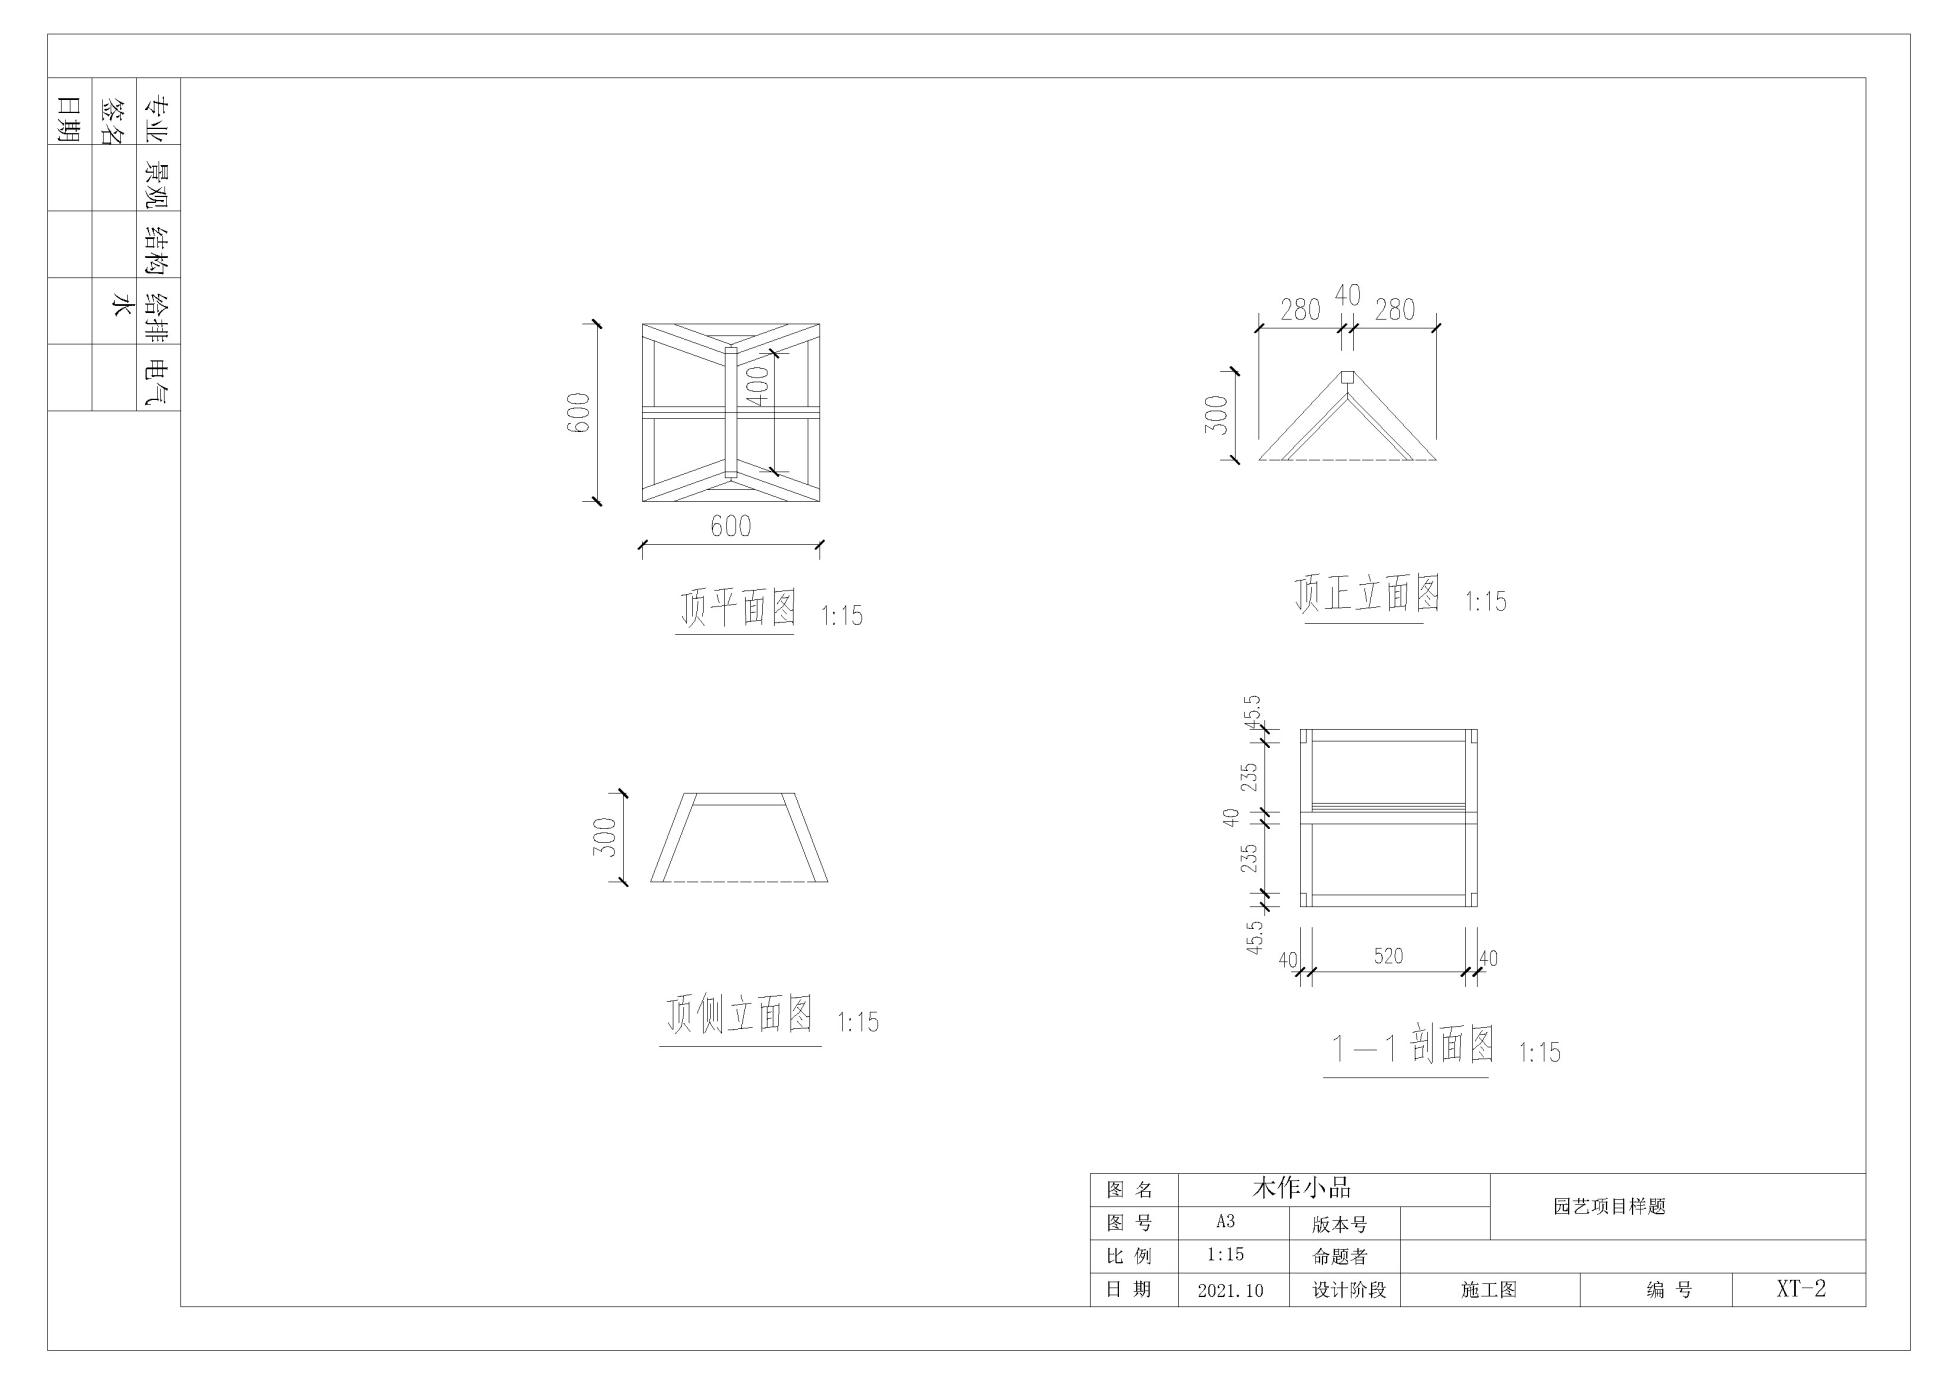 专业 签名 日期
景观
结构
给排水
电气
600
400
600
顶平面图 1:15
280 40 280
300
顶正立面图 1:15
300
顶侧立面图 1:15
45.5
235
40
235
45.5
40 520 40
1—1 剖面图 1:15
图 名 木作小品 园艺项目样题
图 号 A3 版本号
比 例 1:15 命题者
日 期 2021.10 设计阶段 施工图 编 号 XT-2